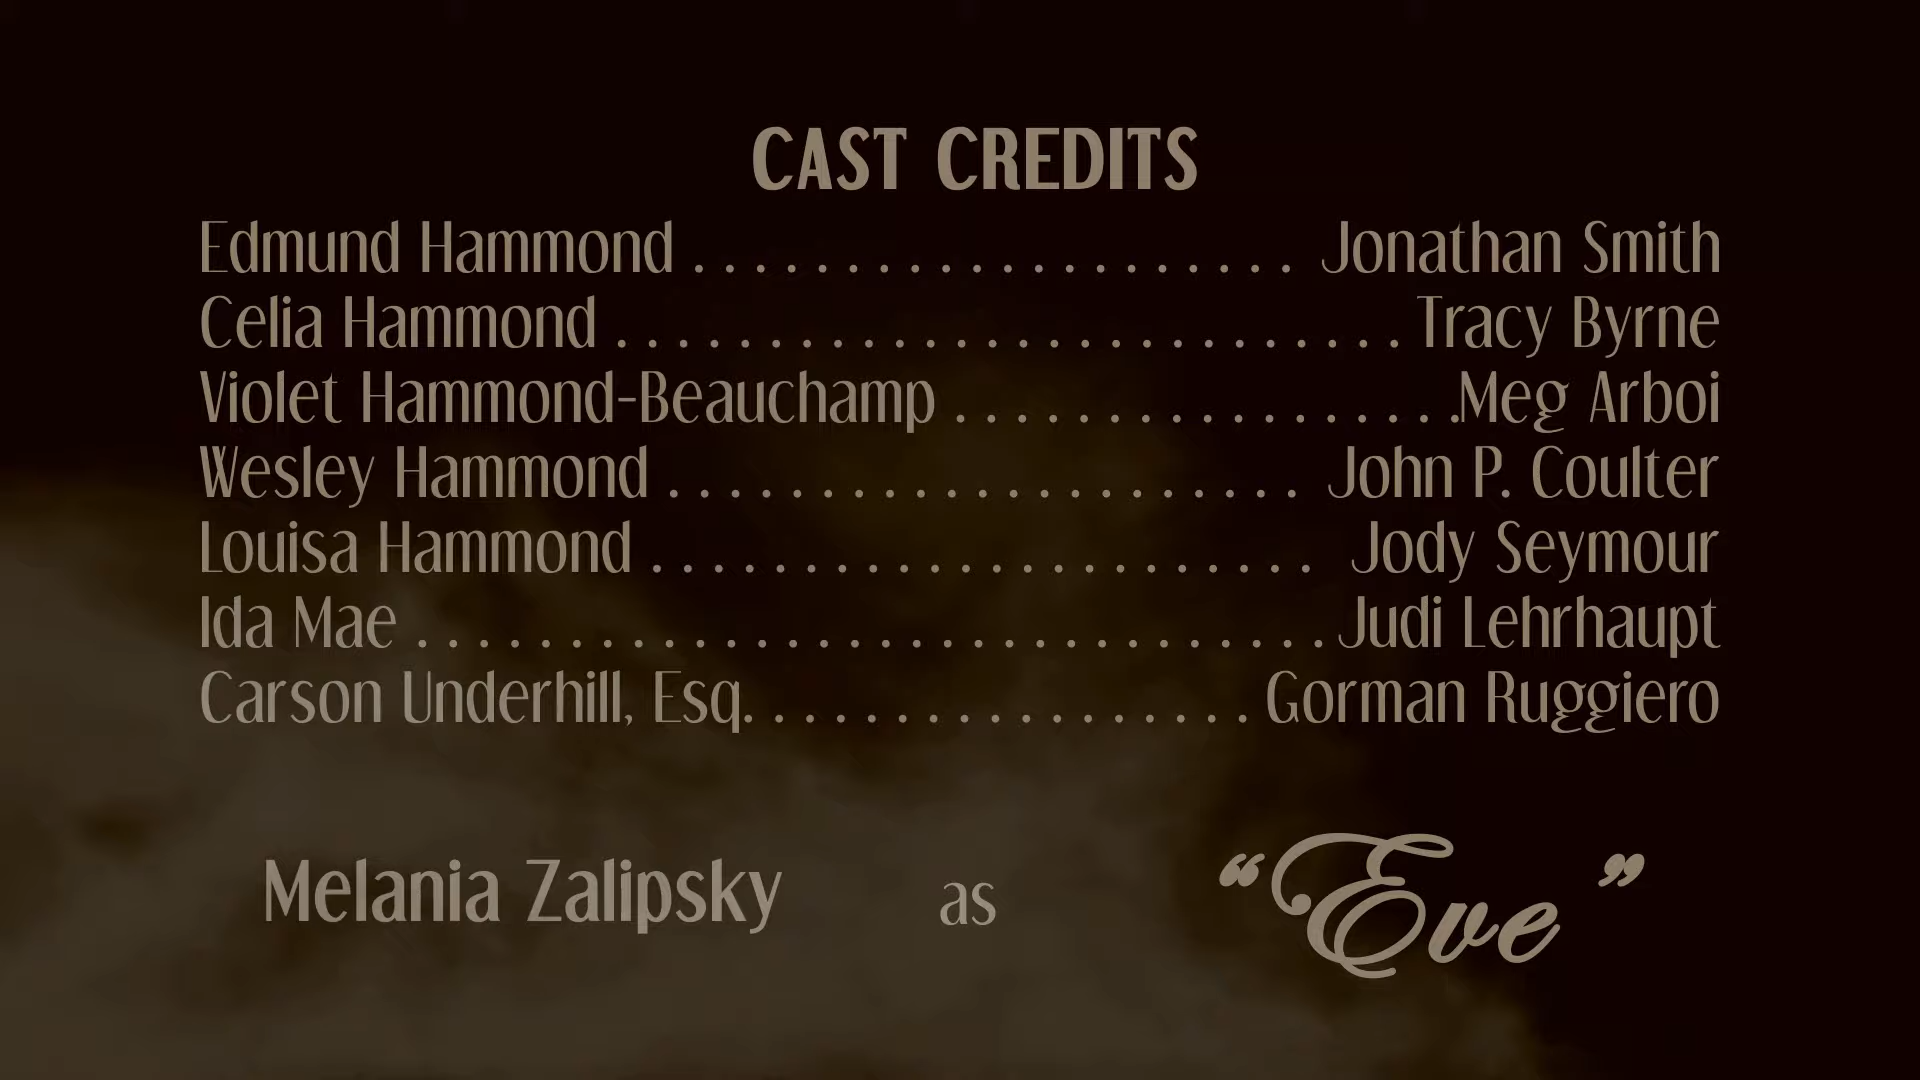 CAST CREDITS
Edmund Hammond . . . . . . . . . . . . . . . . . . . . Jonathan Smith
Celia Hammond . . . . . . . . . . . . . . . . . . . . . . . . . . Tracy Byrne
Violet Hammond-Beauchamp . . . . . . . . . . . . . . . . .Meg Arboi
Wesley Hammond . . . . . . . . . . . . . . . . . . . . . John P. Coulter
Louisa Hammond . . . . . . . . . . . . . . . . . . . . . . Jody Seymour
Ida Mae . . . . . . . . . . . . . . . . . . . . . . . . . . . . . . Judi Lehrhaupt
Carson Underhill, Esq. . . . . . . . . . . . . . . . . Gorman Ruggiero
Melania Zalipsky as “Eve”